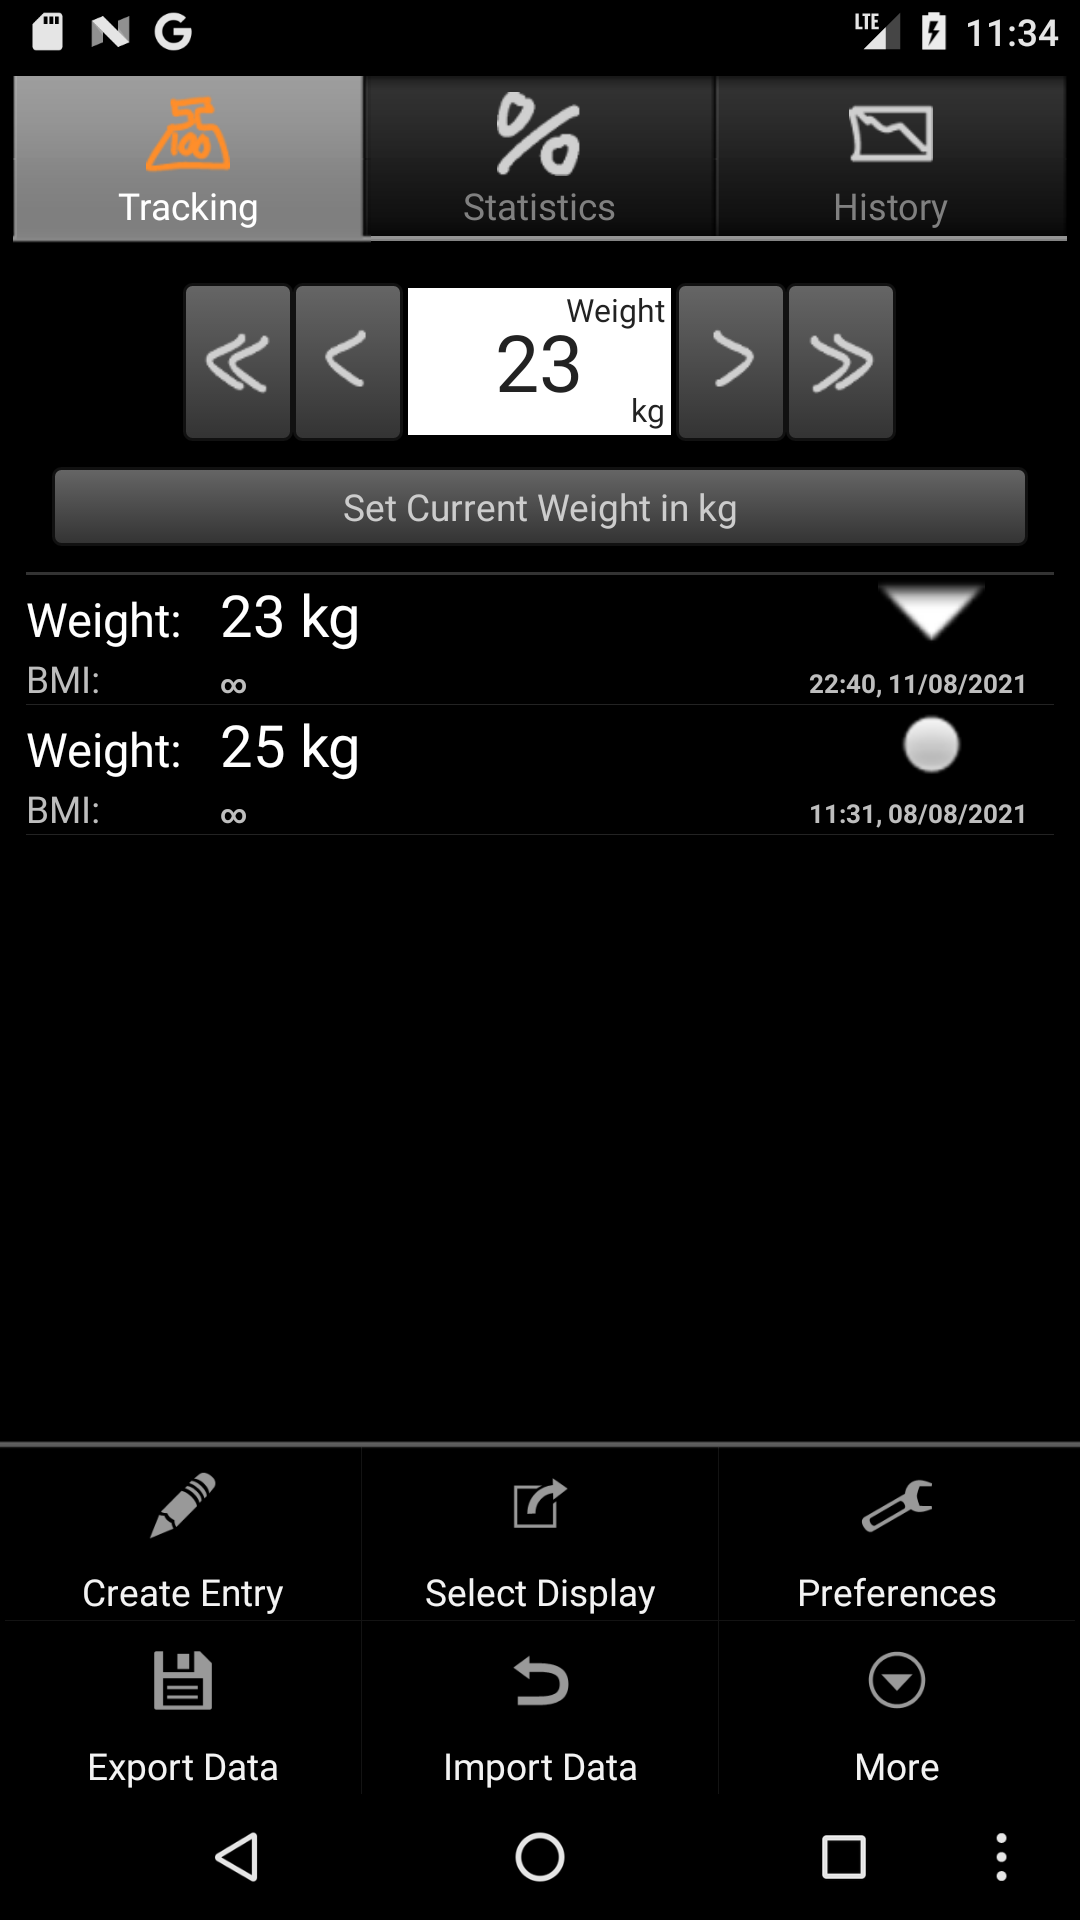 LTE 11:34
100
Tracking
Statistics
History
Weight
23
kg
Set Current Weight in kg
Weight: 23 kg
BMI: ∞ 22:40, 11/08/2021
Weight: 25 kg
BMI: ∞ 11:31, 08/08/2021
Create Entry
Select Display
Preferences
Export Data
Import Data
More